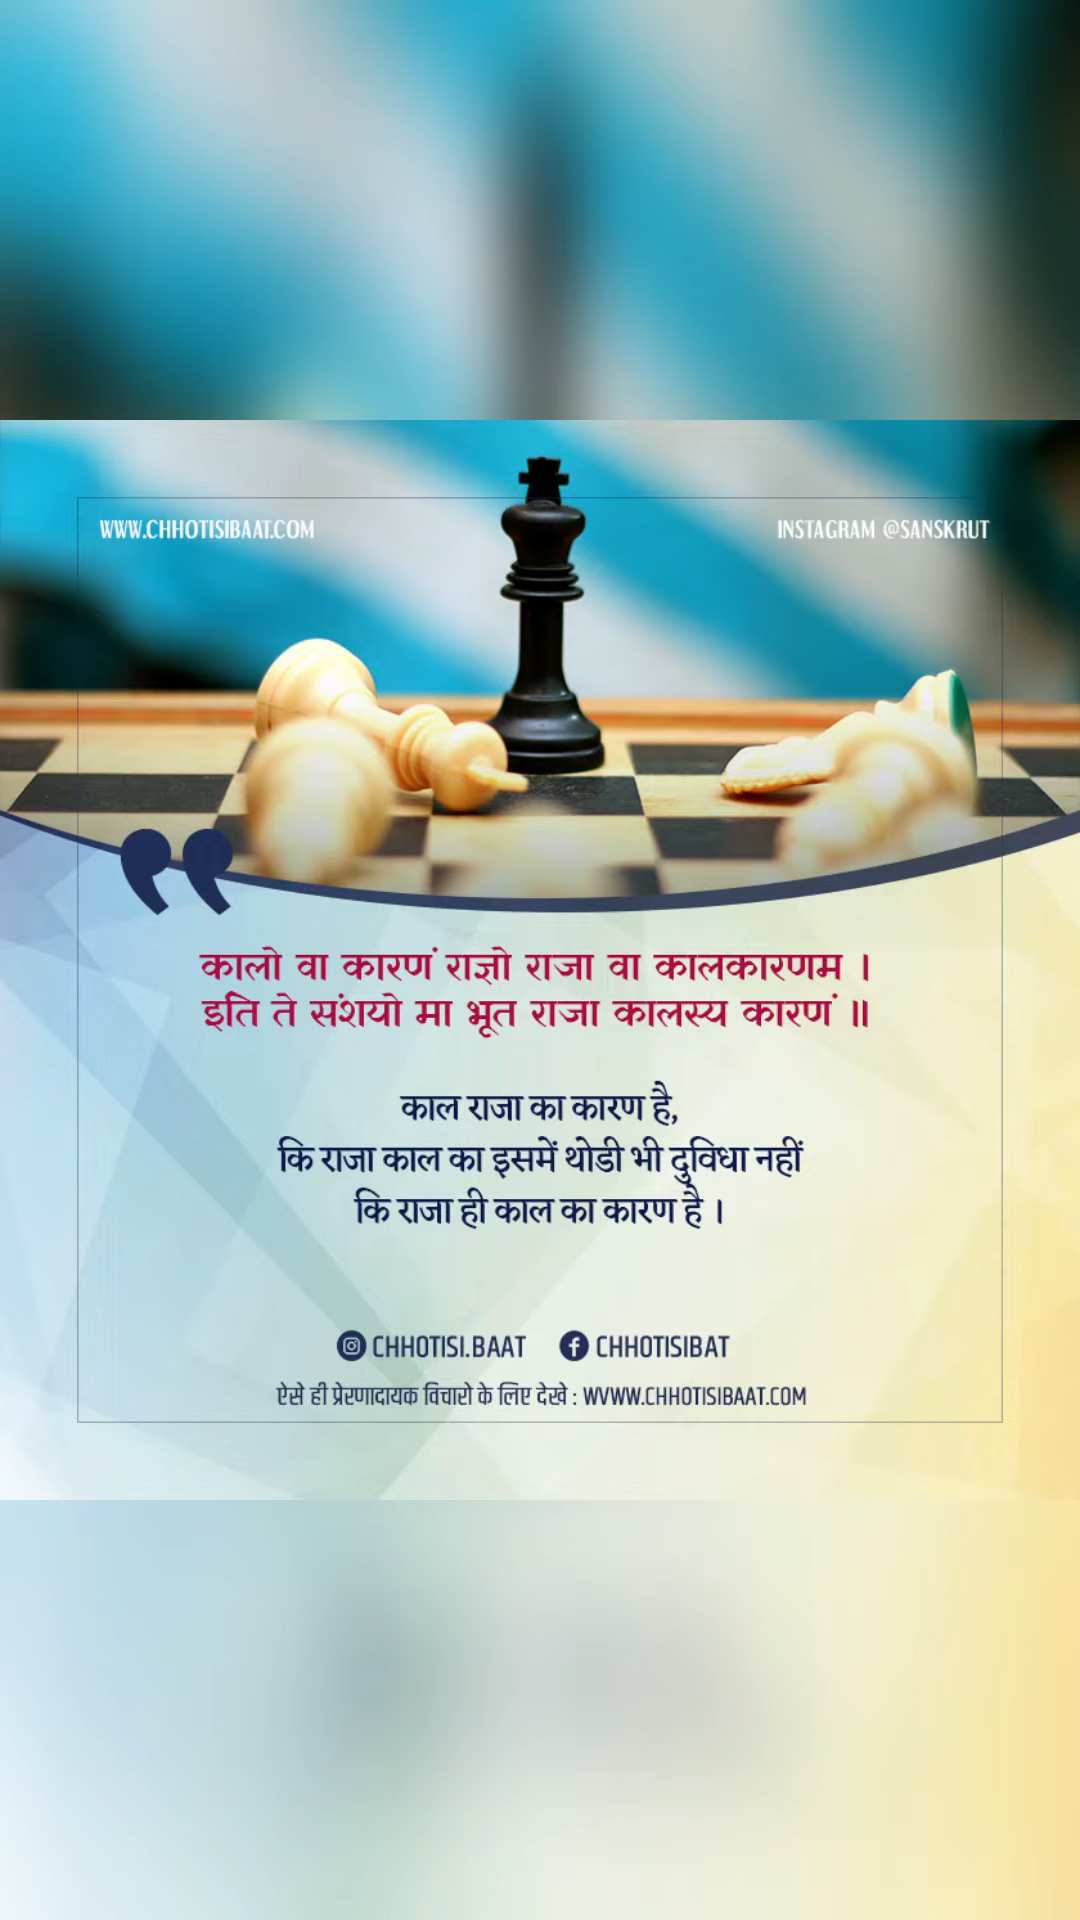 WWW.CHHOTISIBAAT.COM
INSTAGRAM @SANSKRUT
कालो वा कारणं राज्ञो राजा वा कालकारणम ।
इति ते संशयो मा भूत राजा कालस्य कारणं ॥
काल राजा का कारण है,
कि राजा काल का इसमें थोडी भी दुविधा नहीं
कि राजा ही काल का कारण है ।
CHHOTISI.BAAT CHHOTISIBAT
ऐसे ही प्रेरणादायक विचारो के लिए देखे : WVWW.CHHOTISIBAAT.COM